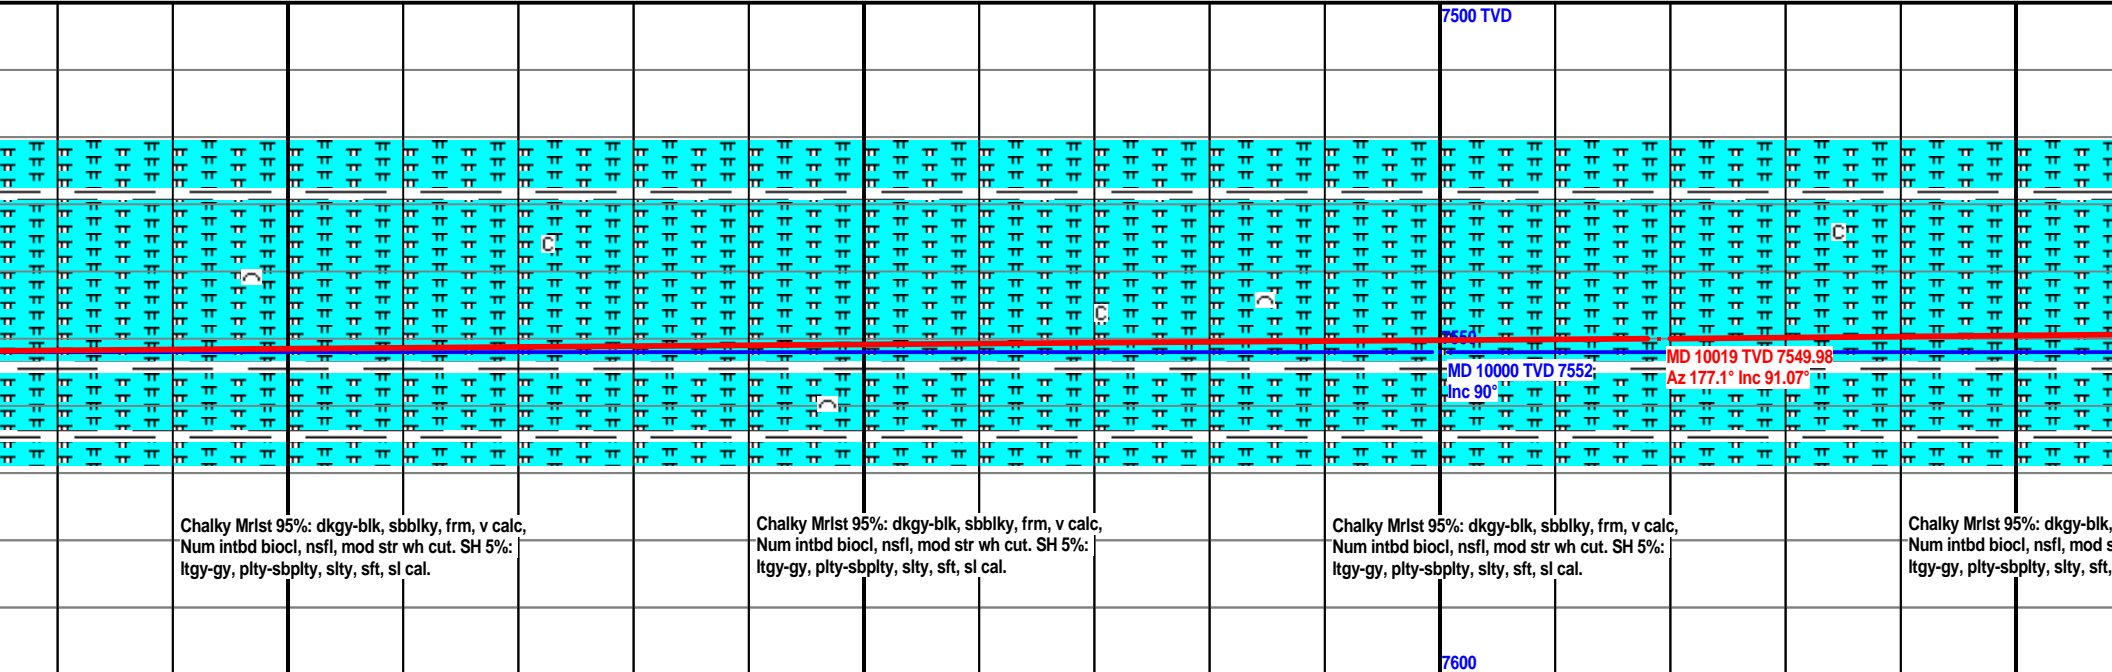 7500 TVD
7550
MD 10019 TVD 7549.98
Az 177.1° Inc 91.07°
MD 10000 TVD 7552
Inc 90°
C
C
C
Chalky Mrlst 95%: dkgy-blk, sbblky, frm, v calc,
Num intbd biocl, nsfl, mod str wh cut. SH 5%:
ltgy-gy, plty-sbplty, slty, sft, sl cal.
Chalky Mrlst 95%: dkgy-blk, sbblky, frm, v calc,
Num intbd biocl, nsfl, mod str wh cut. SH 5%:
ltgy-gy, plty-sbplty, slty, sft, sl cal.
Chalky Mrlst 95%: dkgy-blk, sbblky, frm, v calc,
Num intbd biocl, nsfl, mod str wh cut. SH 5%:
ltgy-gy, plty-sbplty, slty, sft, sl cal.
Chalky Mrlst 95%: dkgy-blk,
Num intbd biocl, nsfl, mod s
ltgy-gy, plty-sbplty, slty, sft,
7600